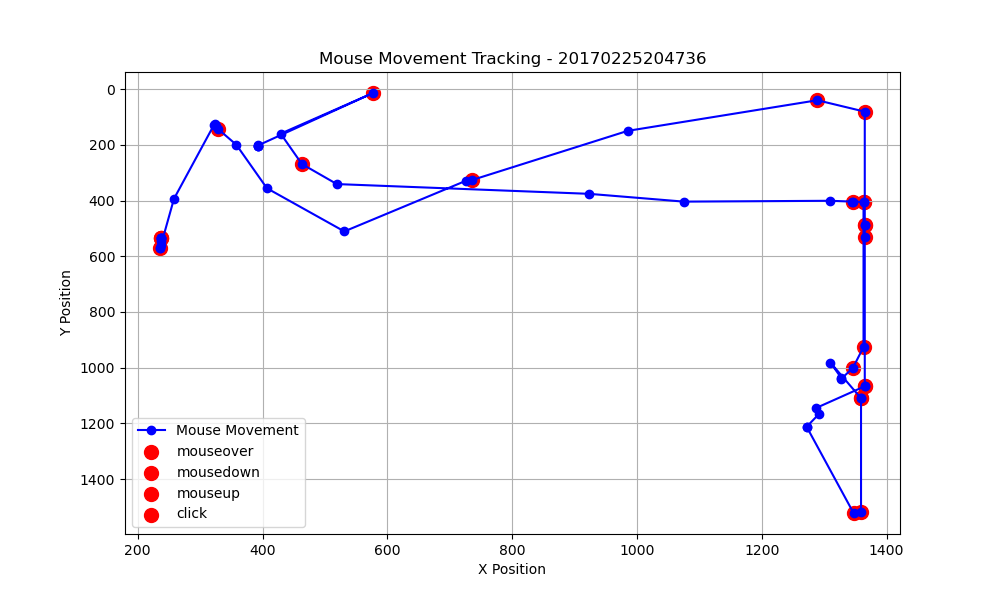 Mouse Movement Tracking - 20170225204736
0
200
400
600
800
1000
1200
1400
Y Position
Mouse Movement
mouseover
mousedown
mouseup
click
200 400 600 800 1000 1200 1400
X Position